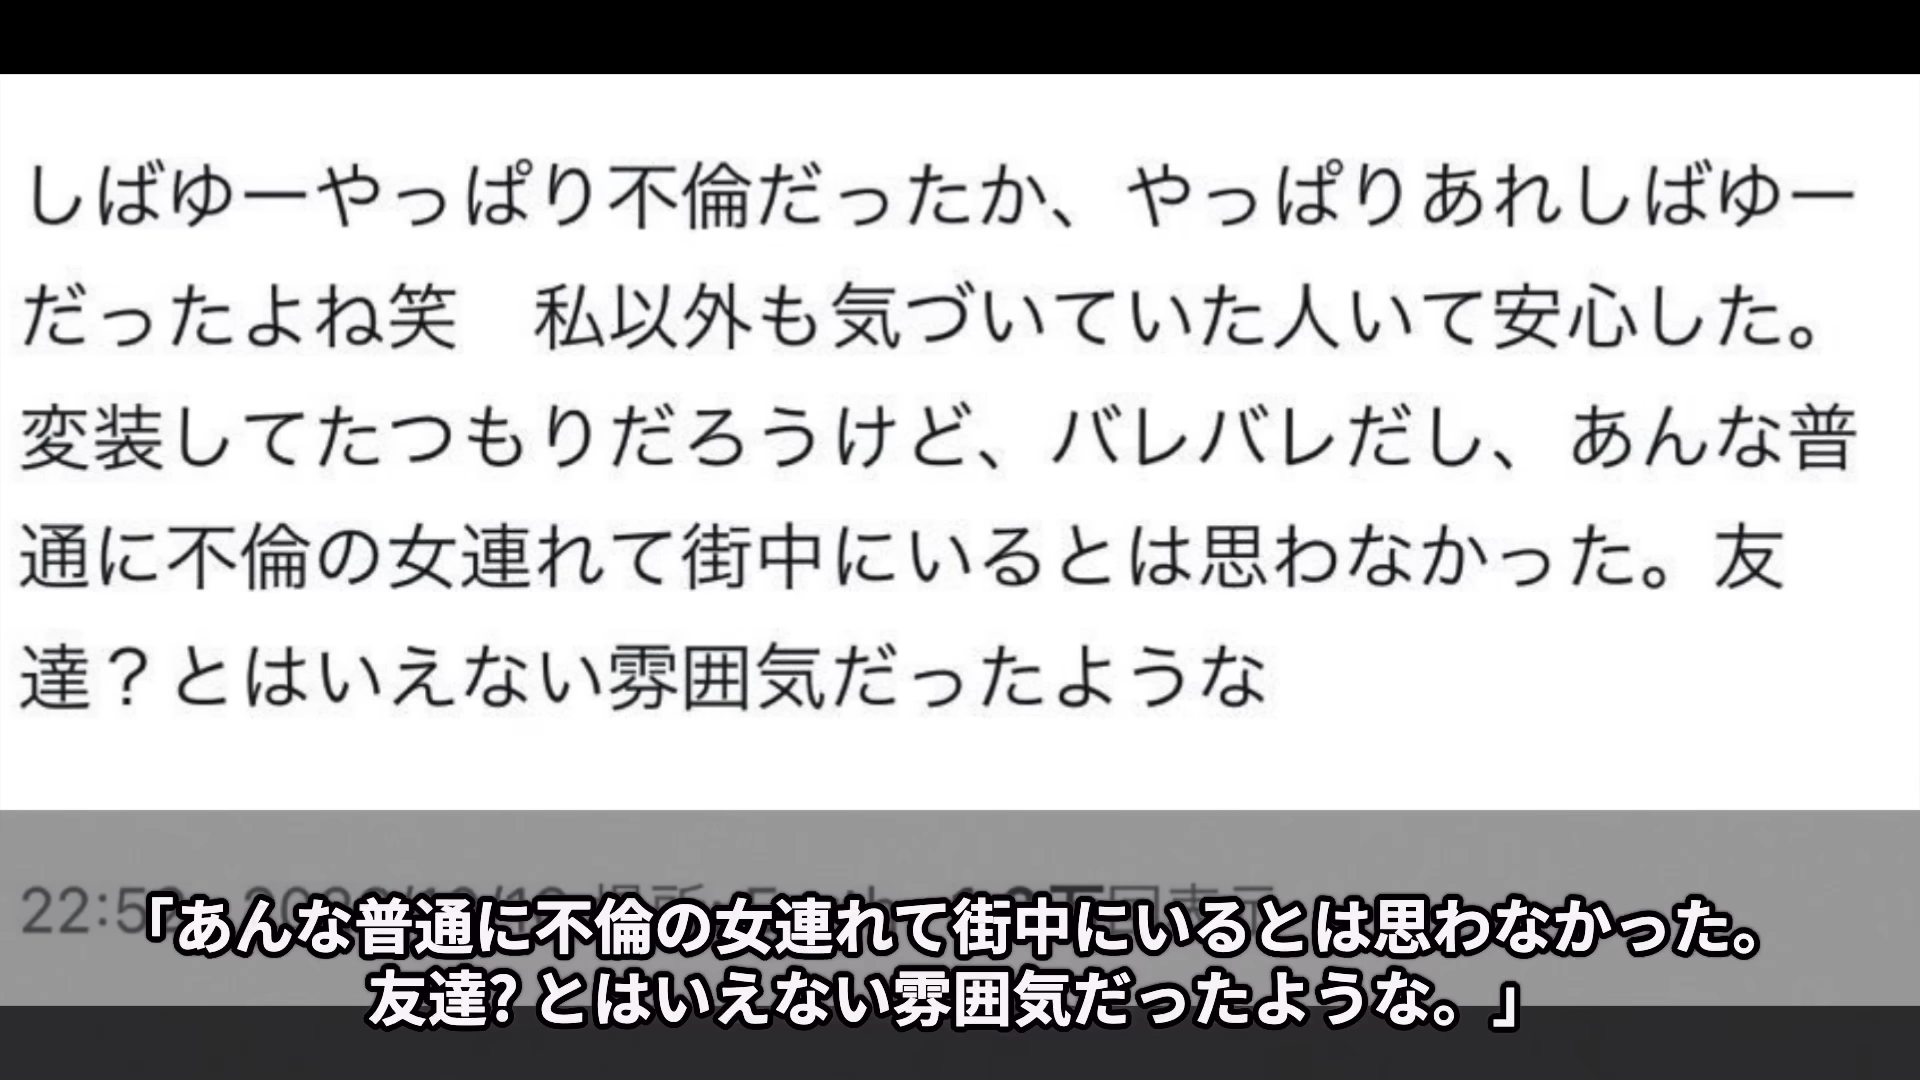 しばゆーやっぱり不倫だったか、やっぱりあれしばゆー
だったよね笑　私以外も気づいていた人いて安心した。
変装してたつもりだろうけど、バレバレだし、あんな普
通に不倫の女連れて街中にいるとは思わなかった。友
達？とはいえない雰囲気だったような
「あんな普通に不倫の女連れて街中にいるとは思わなかった。
友達? とはいえない雰囲気だったような。」